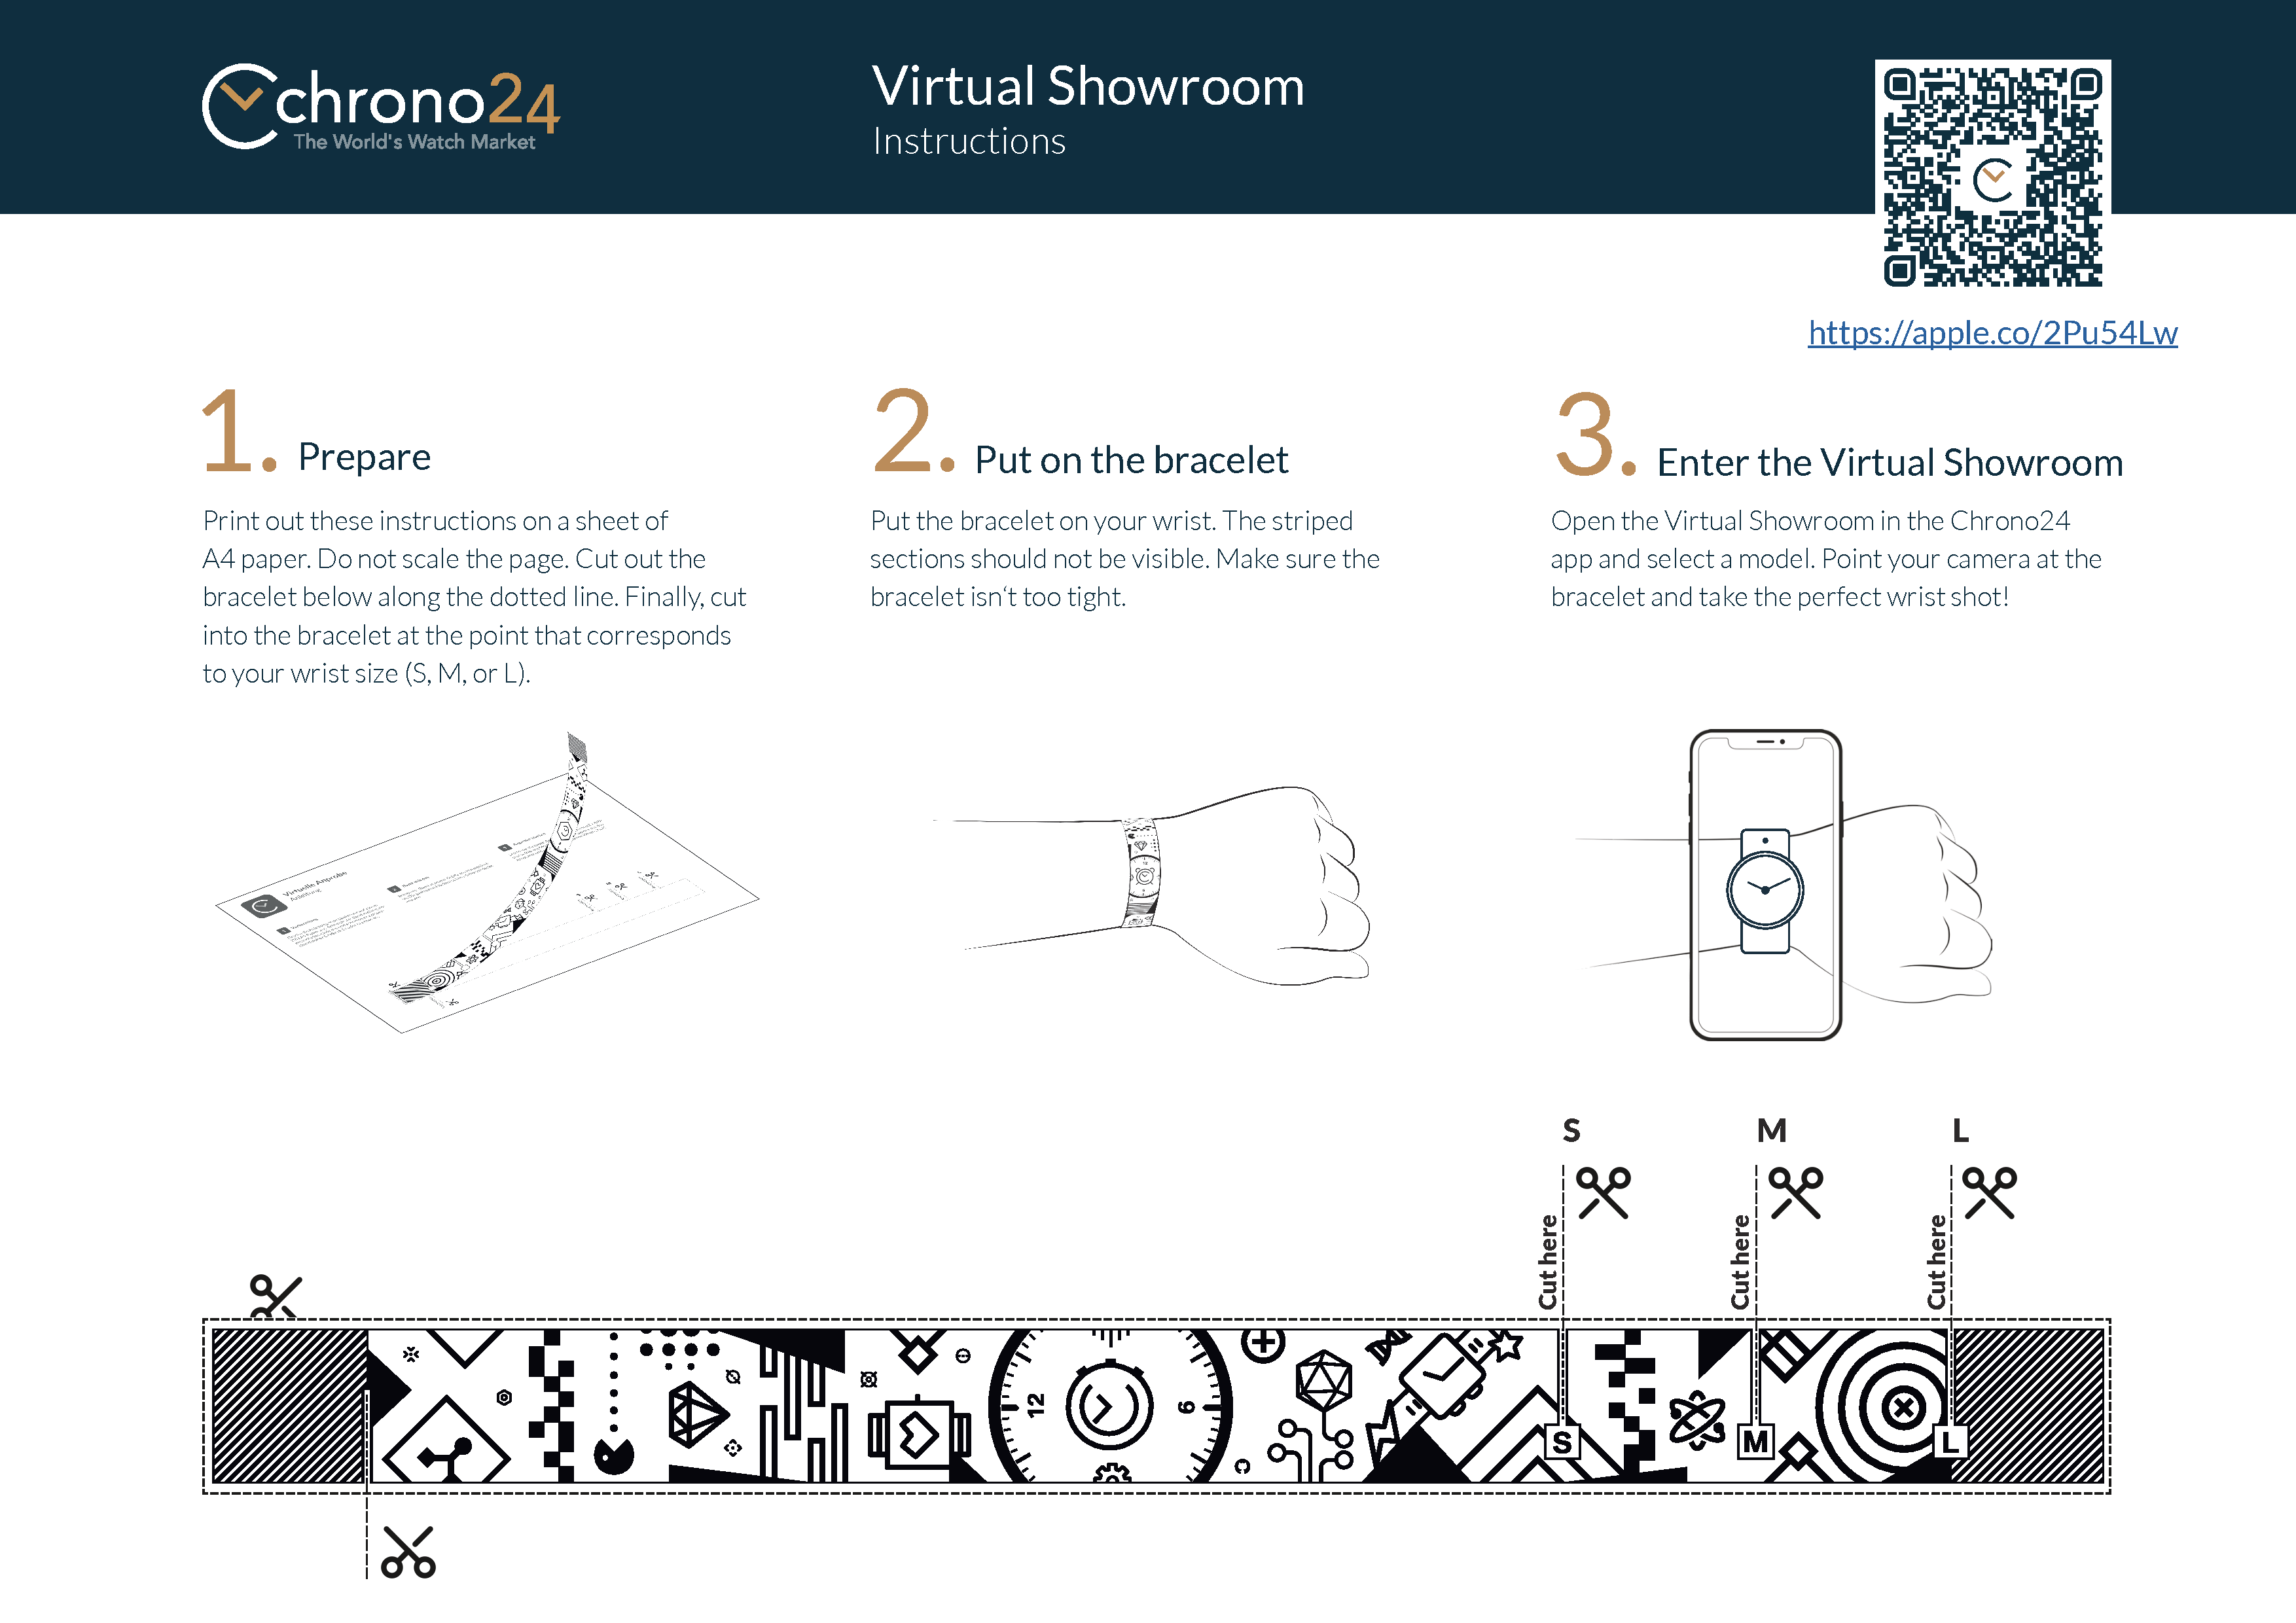 chrono24
The World's Watch Market
Virtual Showroom
Instructions
https://apple.co/2Pu54Lw
1. Prepare
Print out these instructions on a sheet of
A4 paper. Do not scale the page. Cut out the
bracelet below along the dotted line. Finally, cut
into the bracelet at the point that corresponds
to your wrist size (S, M, or L).
2. Put on the bracelet
Put the bracelet on your wrist. The striped
sections should not be visible. Make sure the
bracelet isn‘t too tight.
3. Enter the Virtual Showroom
Open the Virtual Showroom in the Chrono24
app and select a model. Point your camera at the
bracelet and take the perfect wrist shot!
Virtuelle Anprobe
Anleitung
S
M
L
Cut here
Cut here
Cut here
12
6
S
M
L